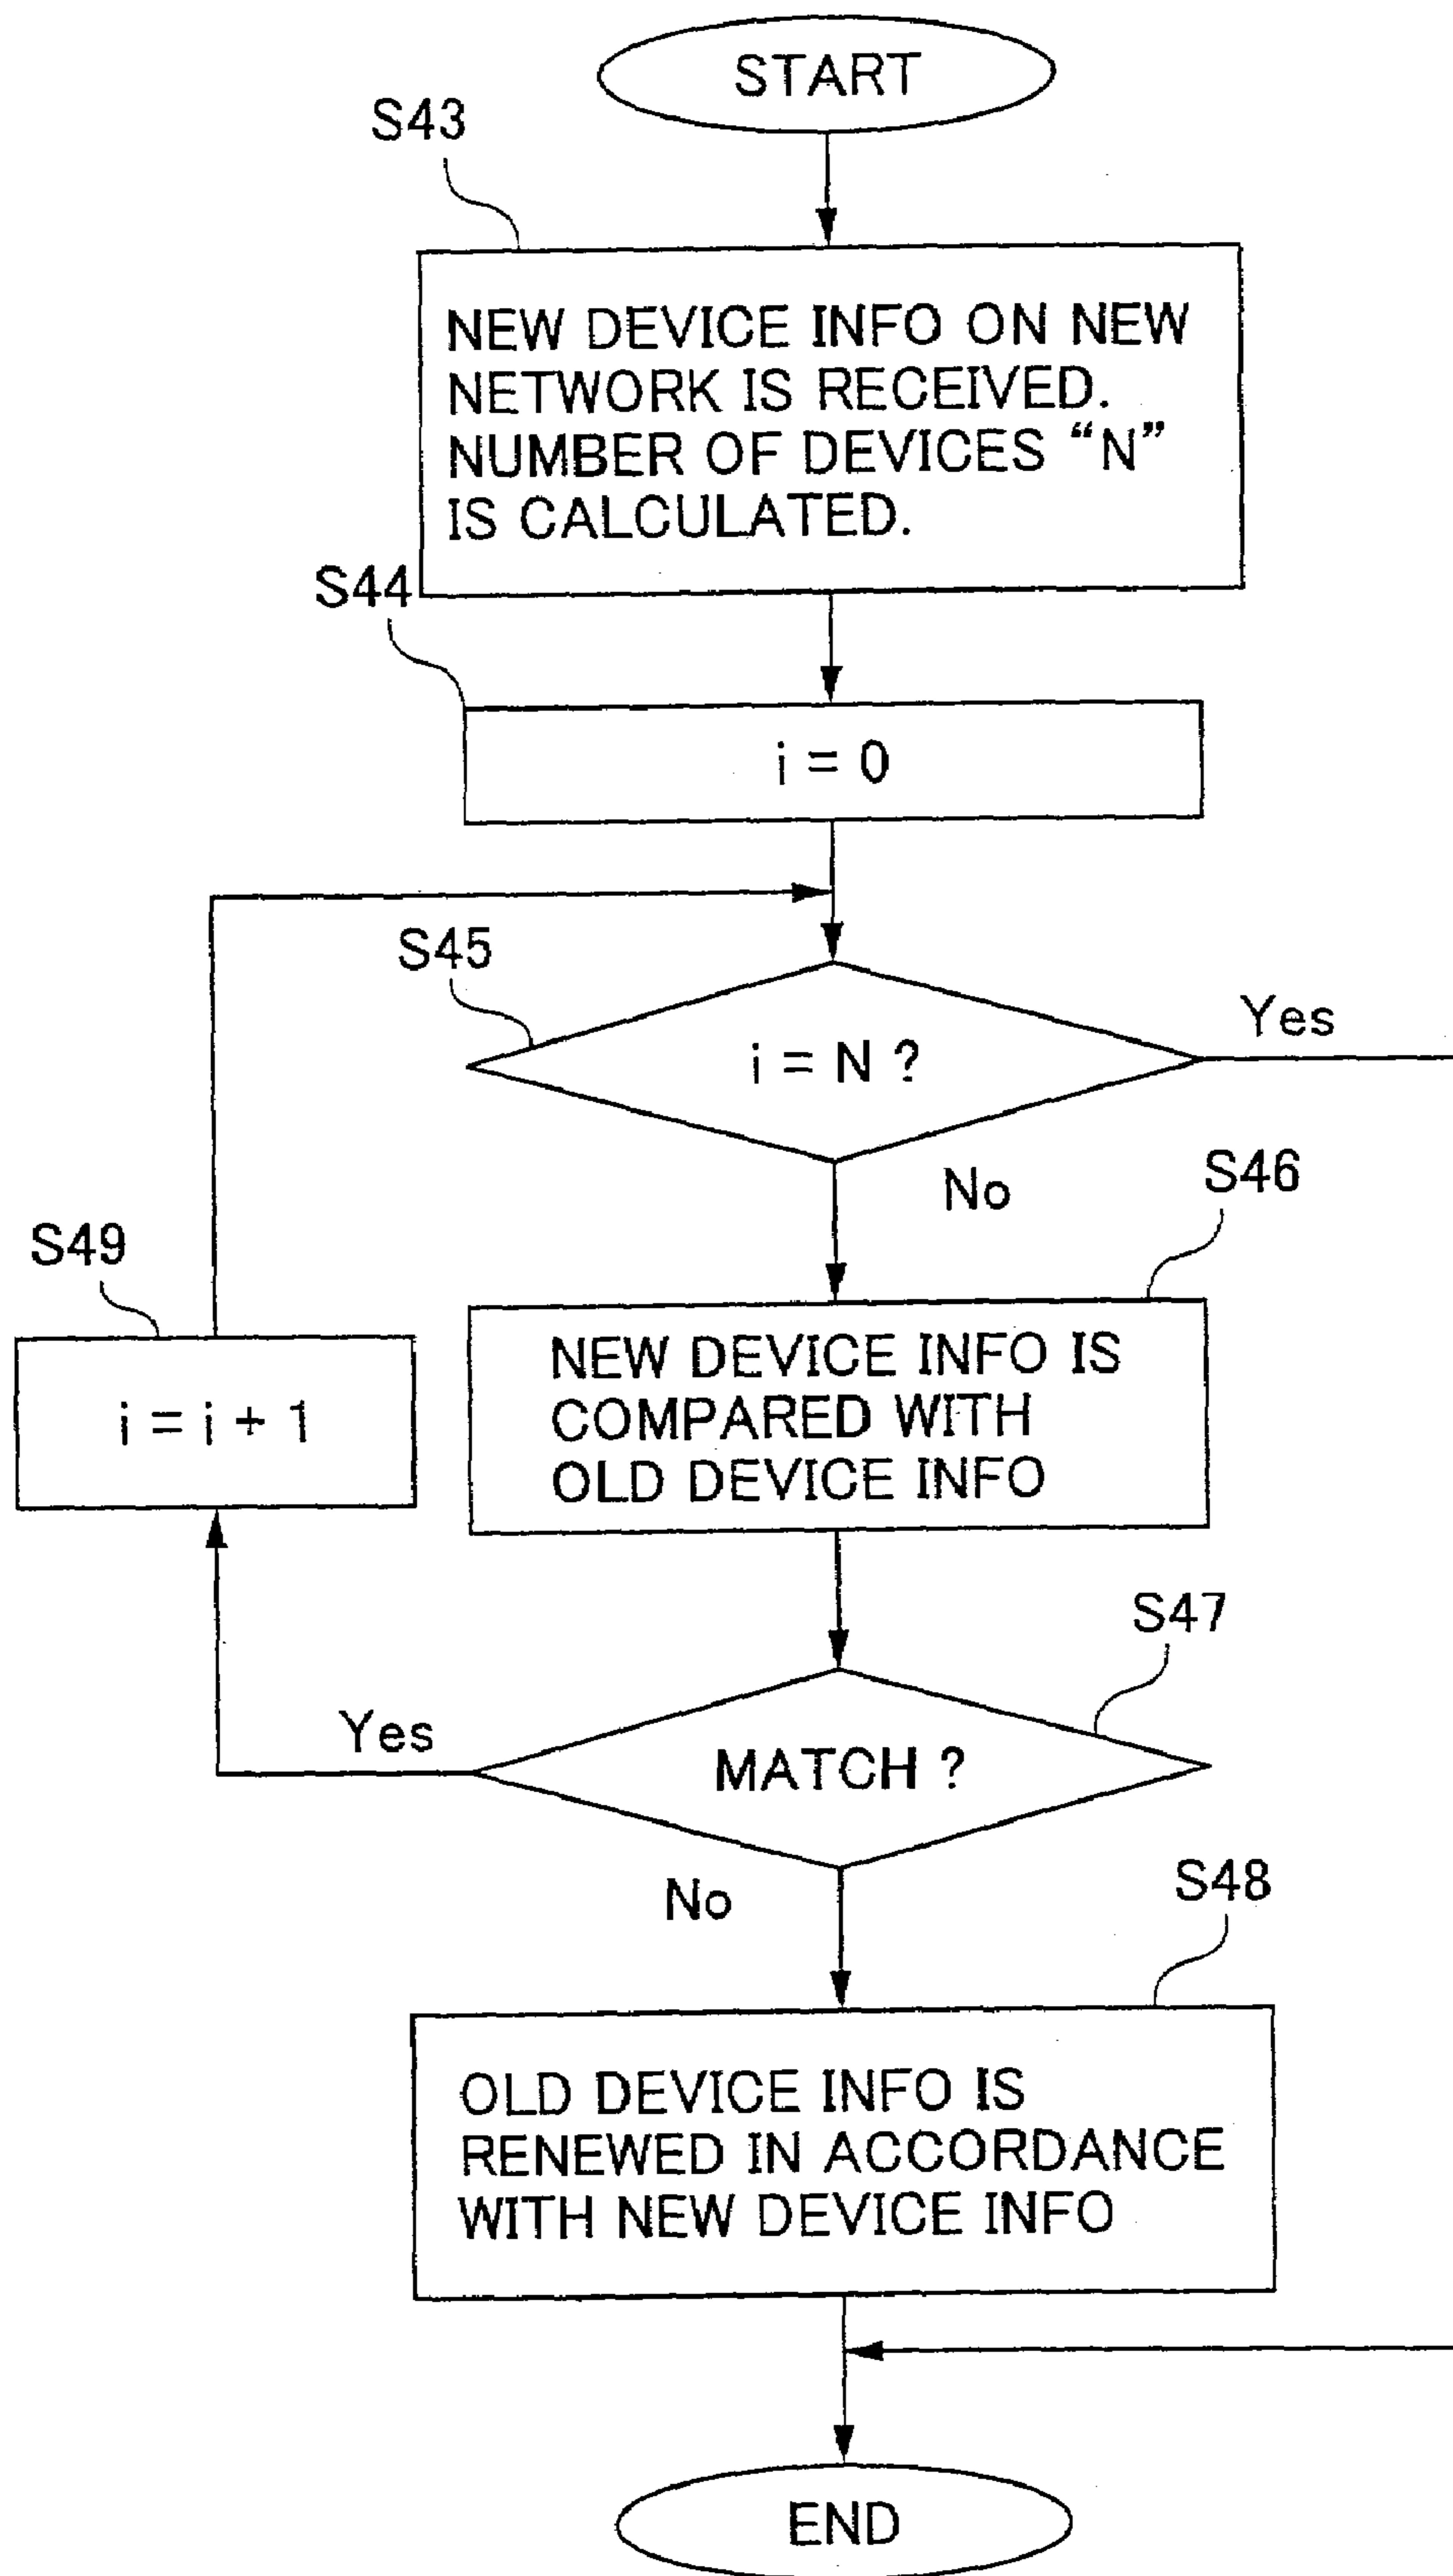 START
S43
NEW DEVICE INFO ON NEW
NETWORK IS RECEIVED.
NUMBER OF DEVICES “N”
IS CALCULATED.
S44
i = 0
S45
i = N ?
Yes
No
S46
S49
NEW DEVICE INFO IS
COMPARED WITH
OLD DEVICE INFO
i = i + 1
S47
Yes
MATCH ?
No
S48
OLD DEVICE INFO IS
RENEWED IN ACCORDANCE
WITH NEW DEVICE INFO
END